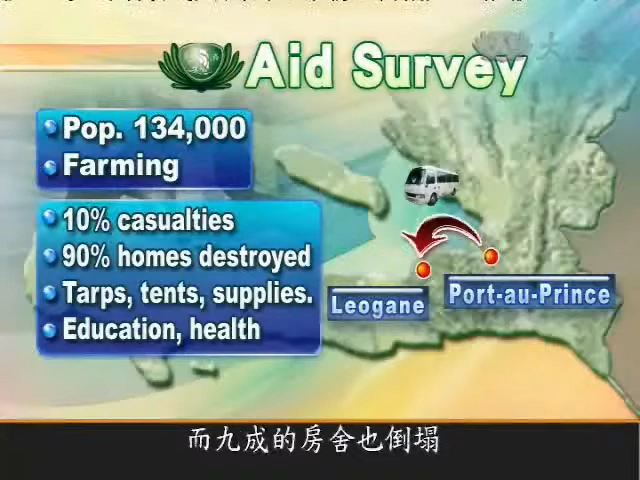 Aid Survey
Pop. 134,000
Farming
10% casualties
90% homes destroyed
Tarps, tents, supplies.
Education, health
Leogane
Port-au-Prince
而九成的房舍也倒塌